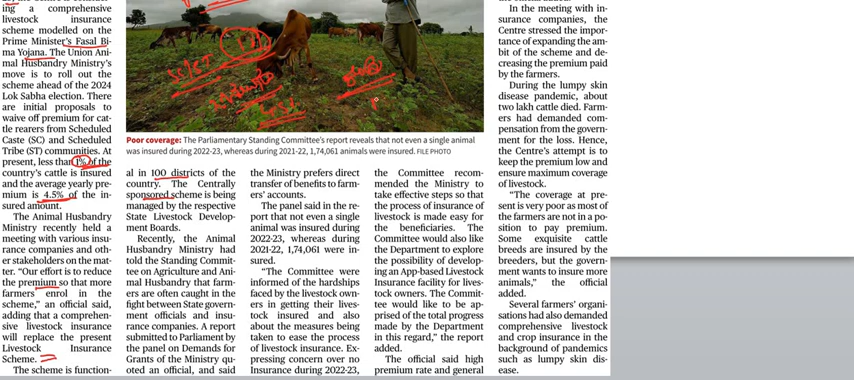 ing a comprehensive
livestock insurance
scheme modelled on the
Prime Minister's Fasal Bi-
ma Yojana. The Union Ani-
mal Husbandry Ministry's
move is to roll out the
scheme ahead of the 2024
Lok Sabha election. There
are initial proposals to
waive off premium for cat-
tle rearers from Scheduled
Caste (SC) and Scheduled
Tribe (ST) communities. At
present, less than 1% of the
country's cattle is insured
and the average yearly pre-
mium is 4.5% of the in-
sured amount.
The Animal Husbandry
Ministry recently held a
meeting with various insu-
rance companies and oth-
er stakeholders on the mat-
ter. "Our effort is to reduce
the premium so that more
farmers enrol in the
scheme," an official said,
adding that a comprehen-
sive livestock insurance
will replace the present
Livestock Insurance
Scheme.
The scheme is function-
SC/ST
Poor coverage: The Parliamentary Standing Committee's report reveals that not even a single animal
was insured during 2022-23, whereas during 2021-22, 1,74,061 animals were insured. FILE PHOTO
al in 100 districts of the
country. The Centrally
sponsored scheme is being
managed by the respective
State Livestock Develop-
ment Boards.
Recently, the Animal
Husbandry Ministry had
told the Standing Commit-
tee on Agriculture and Ani-
mal Husbandry that farm-
ers are often caught in the
fight between State govern-
ment officials and insu-
rance companies. A report
submitted to Parliament by
the panel on Demands for
Grants of the Ministry qu-
oted an official, and said
the Ministry prefers direct
transfer of benefits to farm-
ers' accounts.
The panel said in the re-
port that not even a single
animal was insured during
2022-23, whereas during
2021-22, 1,74,061 were in-
sured.
"The Committee were
informed of the hardships
faced by the livestock own-
ers in getting their lives-
tock insured and also
about the measures being
taken to ease the process
of livestock insurance. Ex-
pressing concern over no
Insurance during 2022-23,
the Committee recom-
mended the Ministry to
take effective steps so that
the process of insurance of
livestock is made easy for
the beneficiaries. The
Committee would also like
the Department to explore
the possibility of develop-
ing an App-based Livestock
Insurance facility for lives-
tock owners. The Commit-
tee would like to be ap-
prised of the total progress
made by the Department
in this regard," the report
added.
The official said high
premium rate and general
In the meeting with in-
surance companies, the
Centre stressed the impor-
tance of expanding the am-
bit of the scheme and de-
creasing the premium paid
by the farmers.
During the lumpy skin
disease pandemic, about
two lakh cattle died. Farm-
ers had demanded com-
pensation from the govern-
ment for the loss. Hence,
the Centre's attempt is to
keep the premium low and
ensure maximum coverage
of livestock.
"The coverage at pre-
sent is very poor as most of
the farmers are not in a po-
sition to pay premium.
Some exquisite cattle
breeds are insured by the
breeders, but the govern-
ment wants to insure more
animals," the official
added.
Several farmers' organi-
sations had also demanded
comprehensive livestock
and crop insurance in the
background of pandemics
such as lumpy skin dis-
ease.